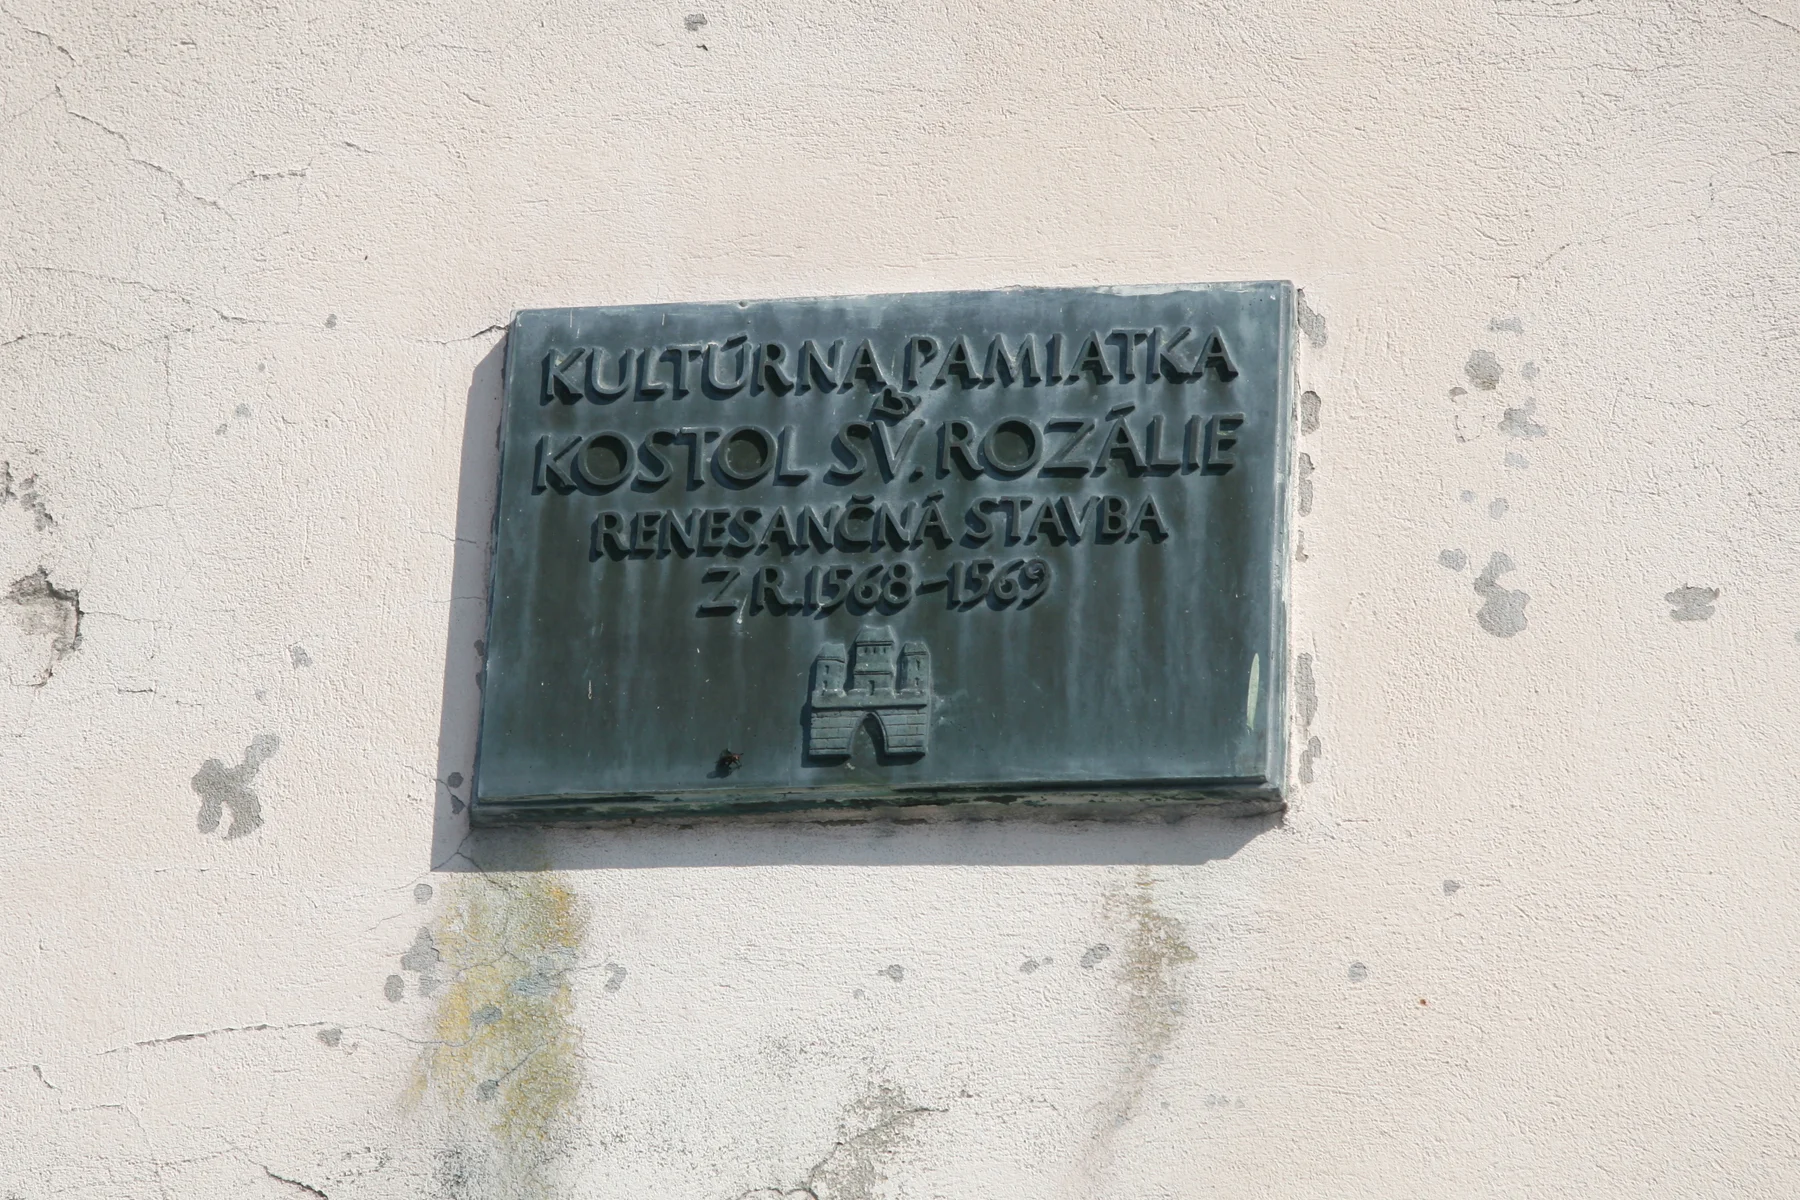 KULTÚRNA PAMIATKA
KOSTOL SV. ROZÁLIE
RENESANČNÁ STAVBA
Z R. 1568-1569